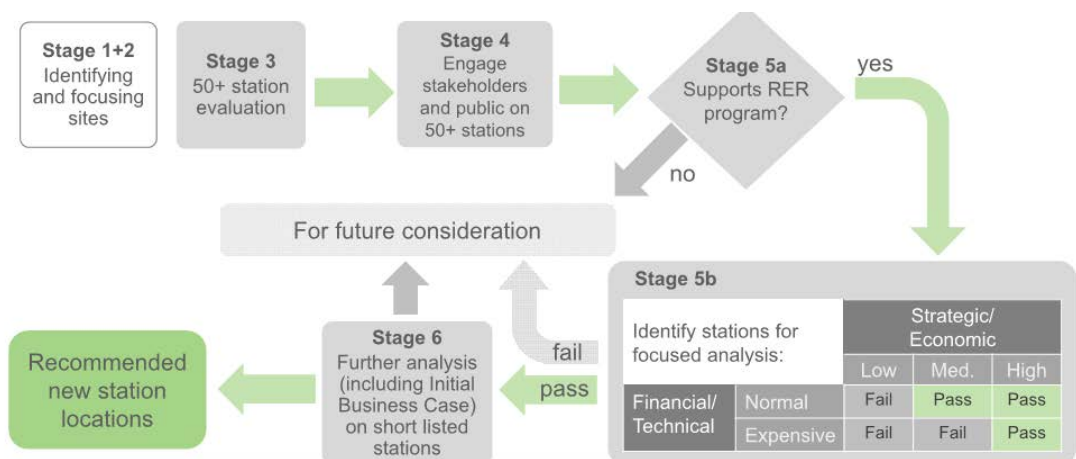 Stage 1+2
Identifying
and focusing
sites
Stage 3
50+ station
evaluation
Stage 4
Engage
stakeholders
and public on
50+ stations
Stage 5a
Supports RER
program?
yes
no
For future consideration
Stage 5b
Identify stations for
focused analysis:
Strategic/
Economic
Low Med. High
Financial/
Technical
Normal Fail Pass Pass
Expensive Fail Fail Pass
fail
pass
Stage 6
Further analysis
(including Initial
Business Case)
on short listed
stations
Recommended
new station
locations